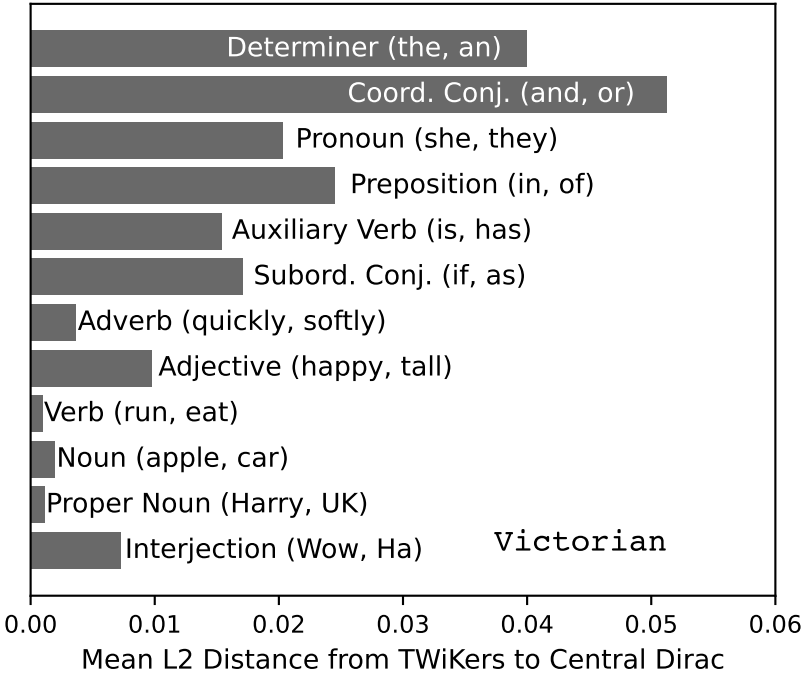 Determiner (the, an)
Coord. Conj. (and, or)
Pronoun (she, they)
Preposition (in, of)
Auxiliary Verb (is, has)
Subord. Conj. (if, as)
Adverb (quickly, softly)
Adjective (happy, tall)
Verb (run, eat)
Noun (apple, car)
Proper Noun (Harry, UK)
Victorian
Interjection (Wow, Ha)
0.00 0.01 0.02 0.03 0.04 0.05 0.06
Mean L2 Distance from TWiKers to Central Dirac